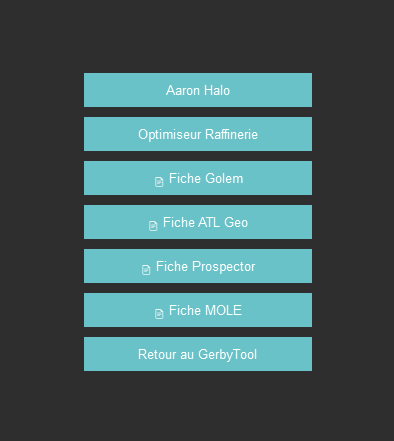 Aaron Halo
Optimiseur Raffinerie
Fiche Golem
Fiche ATL Geo
Fiche Prospector
Fiche MOLE
Retour au GerbyTool